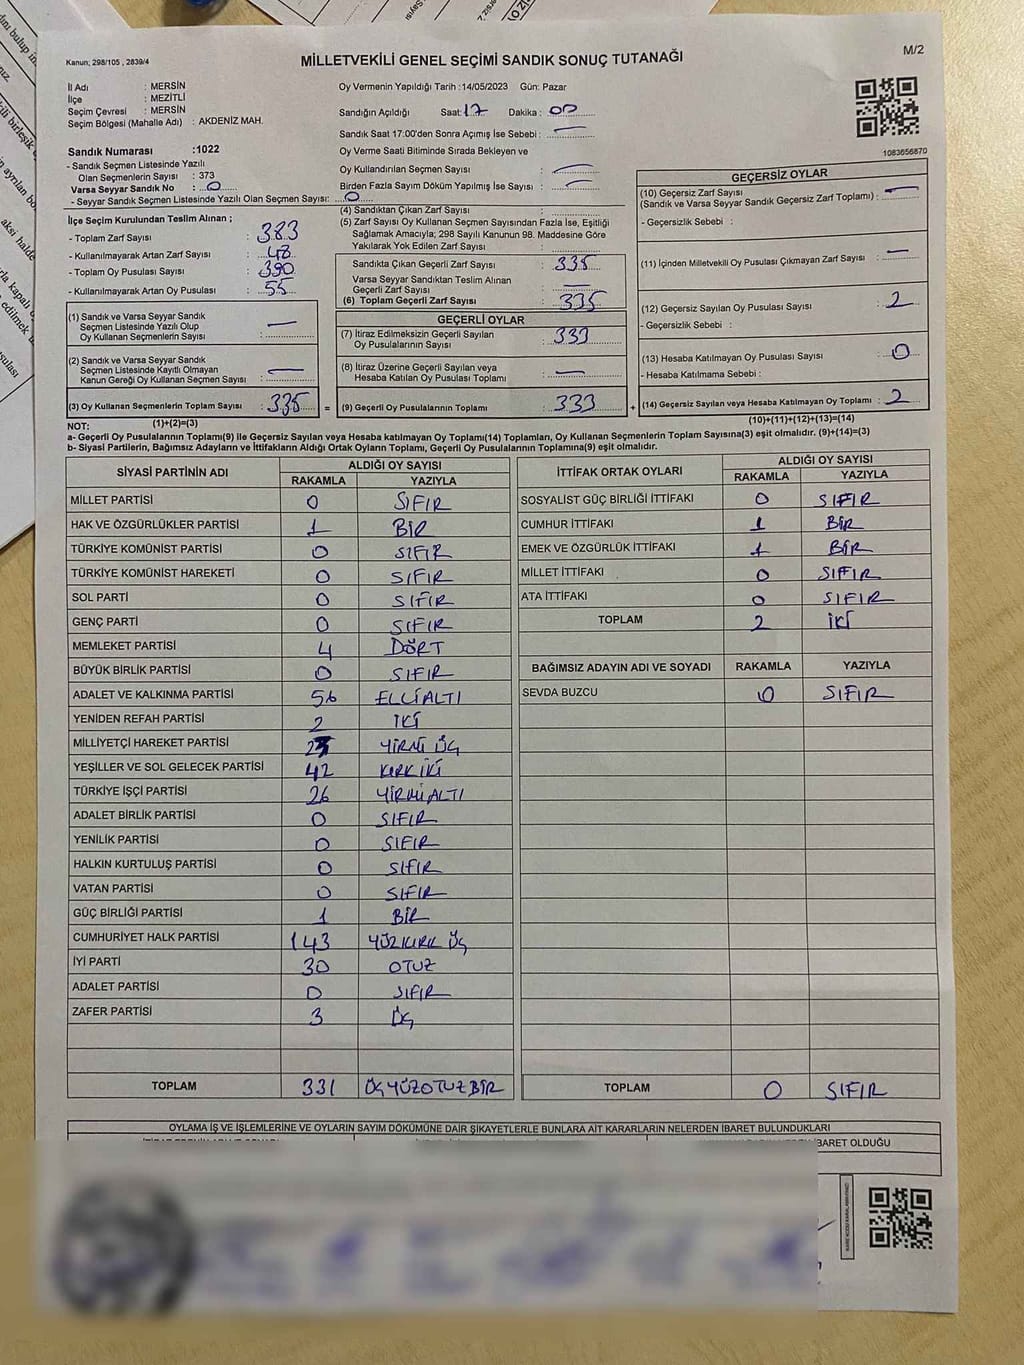 Kanun; 298/105 , 2839/4
MİLLETVEKİLİ GENEL SEÇİMİ SANDIK SONUÇ TUTANAĞI
M/2
İl Adı : MERSİN
İlçe : MEZİTLİ
Seçim Çevresi : MERSİN
Seçim Bölgesi (Mahalle Adı) : AKDENİZ MAH.
Oy Vermenin Yapıldığı Tarih :14/05/2023 Gün: Pazar
Sandığın Açıldığı Saat: 17 Dakika : 00
Sandık Saat 17:00'den Sonra Açımış İse Sebebi : —
Sandık Numarası :1022
- Sandık Seçmen Listesinde Yazılı
Olan Seçmenlerin Sayısı : 373
Varsa Seyyar Sandık No : 0
- Seyyar Sandık Seçmen Listesinde Yazılı Olan Seçmen Sayısı: 0
Oy Verme Saati Bitiminde Sırada Bekleyen ve
Oy Kullandırılan Seçmen Sayısı : —
Birden Fazla Sayım Döküm Yapılmış İse Sayısı : —
1083656870
İlçe Seçim Kurulundan Teslim Alınan ;
- Toplam Zarf Sayısı : 383
- Kullanılmayarak Artan Zarf Sayısı : 48
- Toplam Oy Pusulası Sayısı : 390
- Kullanılmayarak Artan Oy Pusulası : 55
(1) Sandık ve Varsa Seyyar Sandık
Seçmen Listesinde Yazılı Olup
Oy Kullanan Seçmenlerin Sayısı : —
(2) Sandık ve Varsa Seyyar Sandık
Seçmen Listesinde Kayıtlı Olmayan
Kanun Gereği Oy Kullanan Seçmen Sayısı : —
(3) Oy Kullanan Seçmenlerin Toplam Sayısı : 335 =
(1)+(2)=(3)
(4) Sandıktan Çıkan Zarf Sayısı :
(5) Zarf Sayısı Oy Kullanan Seçmen Sayısından Fazla İse, Eşitliği
Sağlamak Amacıyla; 298 Sayılı Kanunun 98. Maddesine Göre
Yakılarak Yok Edilen Zarf Sayısı :
Sandıkta Çıkan Geçerli Zarf Sayısı : 335
Varsa Seyyar Sandıktan Teslim Alınan
Geçerli Zarf Sayısı : —
(6) Toplam Geçerli Zarf Sayısı : 335
GEÇERLİ OYLAR
(7) İtiraz Edilmeksizin Geçerli Sayılan
Oy Pusulalarının Sayısı : 333
(8) İtiraz Üzerine Geçerli Sayılan veya
Hesaba Katılan Oy Pusulası Toplamı : —
(9) Geçerli Oy Pusulalarının Toplamı : 333 +
GEÇERSİZ OYLAR
(10) Geçersiz Zarf Sayısı
(Sandık ve Varsa Seyyar Sandık Geçersiz Zarf Toplamı) : —
- Geçersizlik Sebebi :
(11) İçinden Milletvekili Oy Pusulası Çıkmayan Zarf Sayısı : —
(12) Geçersiz Sayılan Oy Pusulası Sayısı : 2
- Geçersizlik Sebebi :
(13) Hesaba Katılmayan Oy Pusulası Sayısı : 0
- Hesaba Katılmama Sebebi :
(14) Geçersiz Sayılan veya Hesaba Katılmayan Oy Toplamı : 2
(10)+(11)+(12)+(13)=(14)
NOT:
a- Geçerli Oy Pusulalarının Toplamı(9) ile Geçersiz Sayılan veya Hesaba katılmayan Oy Toplamı(14) Toplamları, Oy Kullanan Seçmenlerin Toplam Sayısına(3) eşit olmalıdır. (9)+(14)=(3)
b- Siyasi Partilerin, Bağımsız Adayların ve İttifakların Aldığı Ortak Oyların Toplamı, Geçerli Oy Pusulalarının Toplamına(9) eşit olmalıdır.
SİYASİ PARTİNİN ADI ALDIĞI OY SAYISI
RAKAMLA YAZIYLA
MİLLET PARTİSİ 0 SIFIR
HAK VE ÖZGÜRLÜKLER PARTİSİ 1 BİR
TÜRKİYE KOMÜNİST PARTİSİ 0 SIFIR
TÜRKİYE KOMÜNİST HAREKETİ 0 SIFIR
SOL PARTİ 0 SIFIR
GENÇ PARTİ 0 SIFIR
MEMLEKET PARTİSİ 4 DÖRT
BÜYÜK BİRLİK PARTİSİ 0 SIFIR
ADALET VE KALKINMA PARTİSİ 56 ELLİALTI
YENİDEN REFAH PARTİSİ 2 İKİ
MİLLİYETÇİ HAREKET PARTİSİ 23 YİRMİ ÜÇ
YEŞİLLER VE SOL GELECEK PARTİSİ 42 KIRK İKİ
TÜRKİYE İŞÇİ PARTİSİ 26 YİRMİALTI
ADALET BİRLİK PARTİSİ 0 SIFIR
YENİLİK PARTİSİ 0 SIFIR
HALKIN KURTULUŞ PARTİSİ 0 SIFIR
VATAN PARTİSİ 0 SIFIR
GÜÇ BİRLİĞİ PARTİSİ 1 BİR
CUMHURİYET HALK PARTİSİ 143 YÜZKIRK ÜÇ
İYİ PARTİ 30 OTUZ
ADALET PARTİSİ 0 SIFIR
ZAFER PARTİSİ 3 ÜÇ
TOPLAM 331 ÜÇYÜZOTUZBİR
İTTİFAK ORTAK OYLARI ALDIĞI OY SAYISI
RAKAMLA YAZIYLA
SOSYALİST GÜÇ BİRLİĞİ İTTİFAKI 0 SIFIR
CUMHUR İTTİFAKI 1 BİR
EMEK VE ÖZGÜRLÜK İTTİFAKI 1 BİR
MİLLET İTTİFAKI 0 SIFIR
ATA İTTİFAKI 0 SIFIR
TOPLAM 2 İKİ
BAĞIMSIZ ADAYIN ADI VE SOYADI RAKAMLA YAZIYLA
SEVDA BUZCU 0 SIFIR
TOPLAM 0 SIFIR
OYLAMA İŞ VE İŞLEMLERİNE VE OYLARIN SAYIM DÖKÜMÜNE DAİR ŞİKAYETLERLE BUNLARA AİT KARARLARIN NELERDEN İBARET BULUNDUKLARI
İBARET OLDUĞU